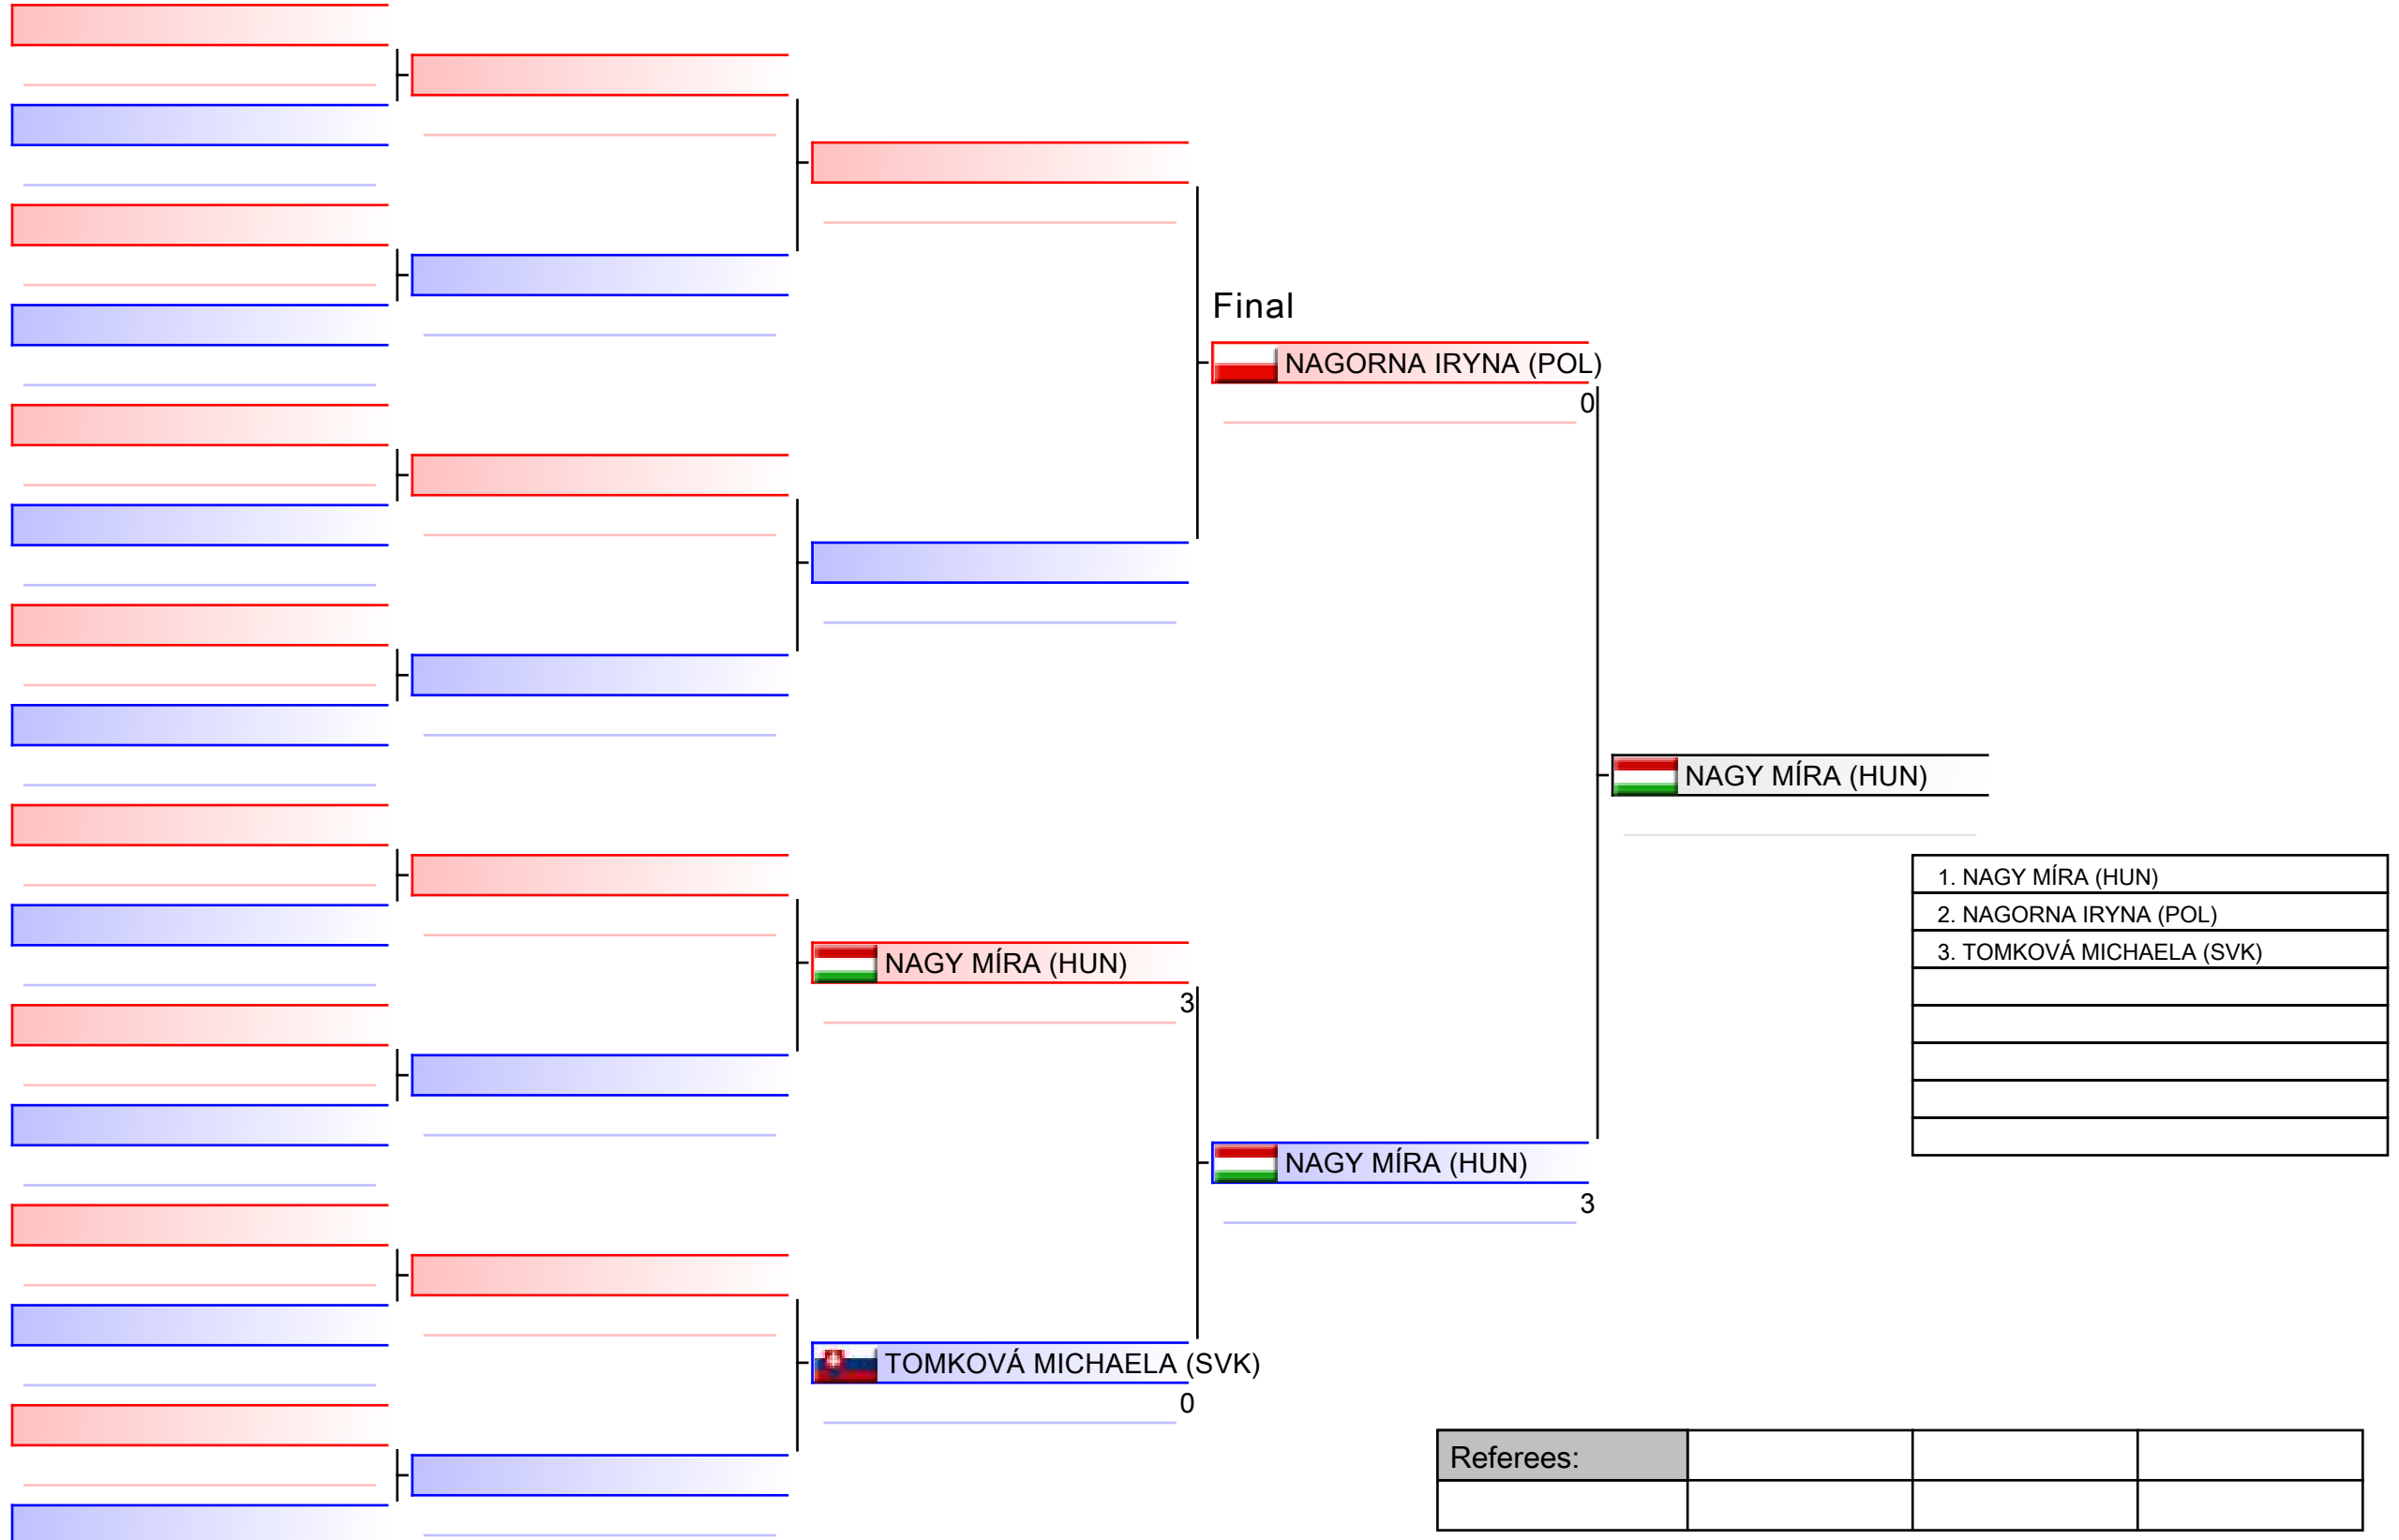 Final
NAGORNA IRYNA (POL)
0
NAGY MÍRA (HUN)
1. NAGY MÍRA (HUN)
2. NAGORNA IRYNA (POL)
3. TOMKOVÁ MICHAELA (SVK)
NAGY MÍRA (HUN)
3
NAGY MÍRA (HUN)
3
TOMKOVÁ MICHAELA (SVK)
0
Referees: